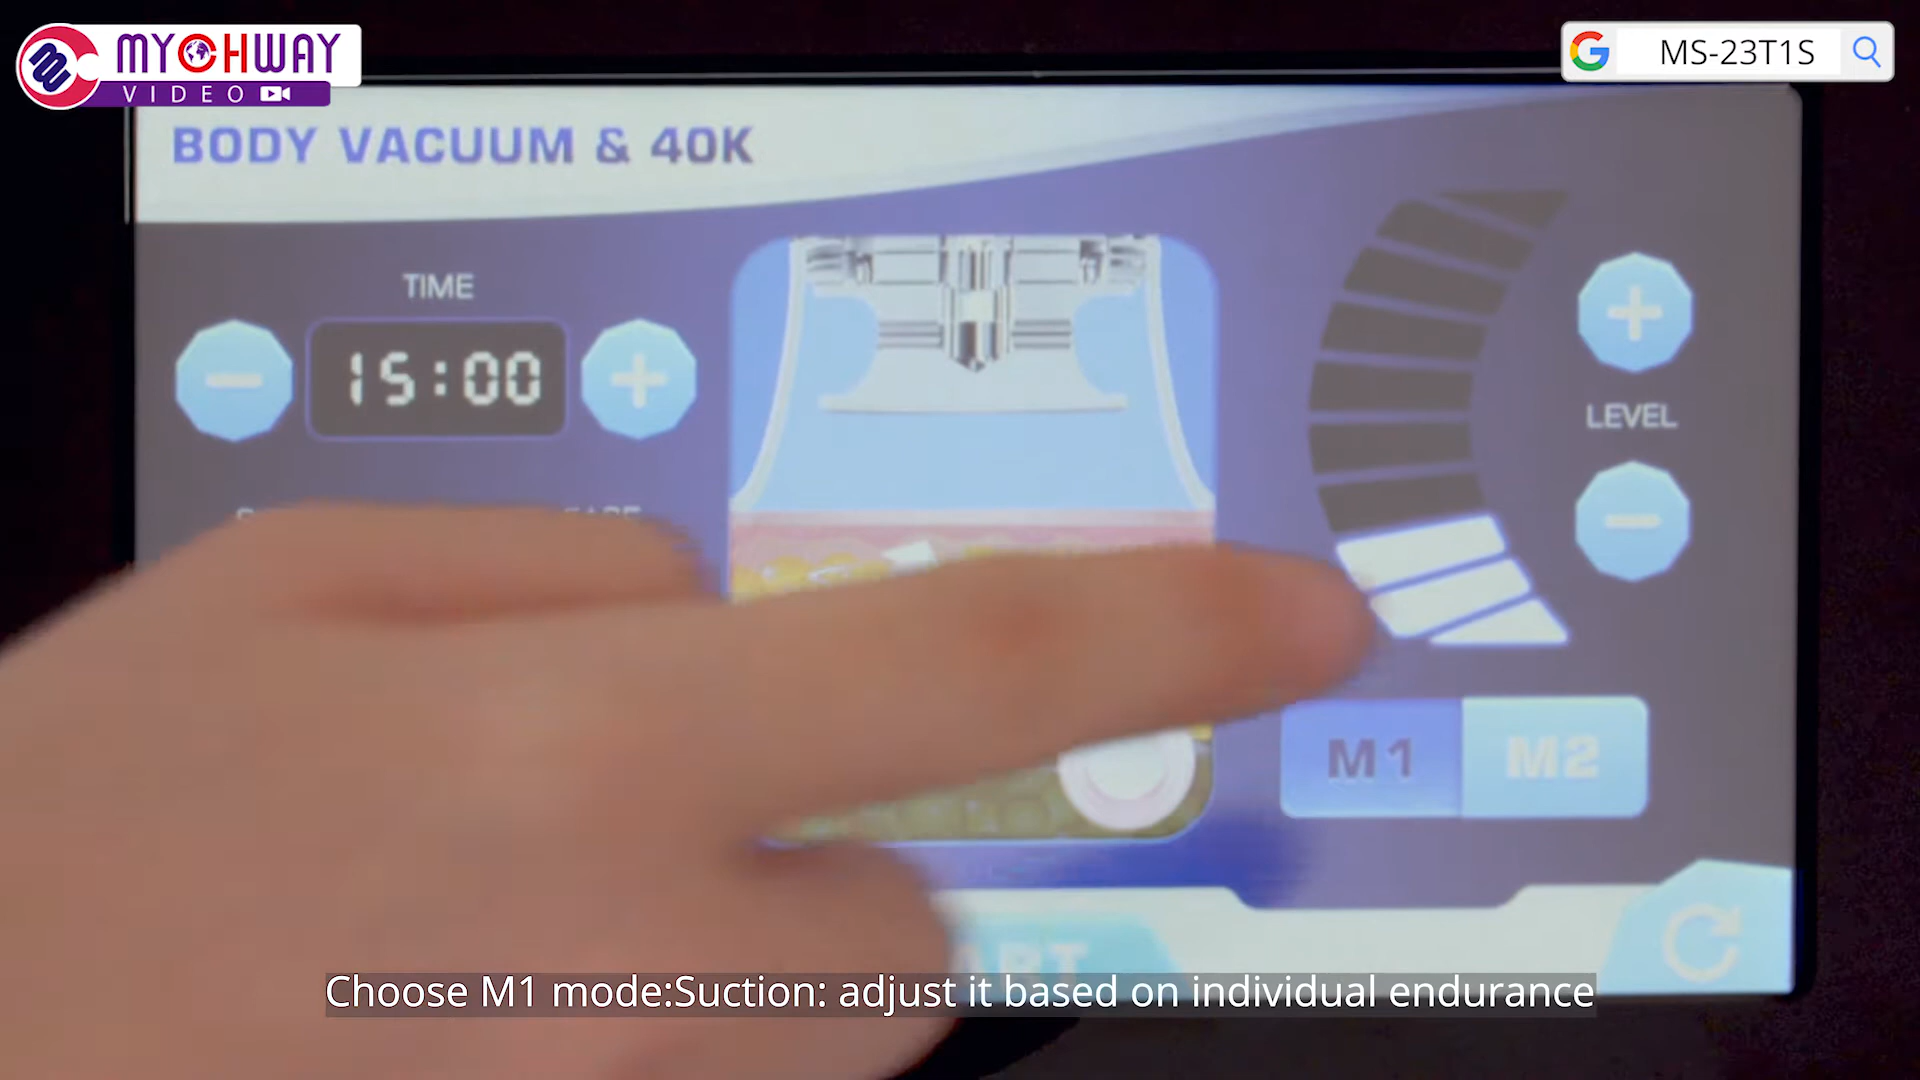 MYCHWAY
VIDEO
MS-23T1S
BODY VACUUM & 40K
TIME
15:00
LEVEL
M1
M2
Choose M1 mode:Suction: adjust it based on individual endurance